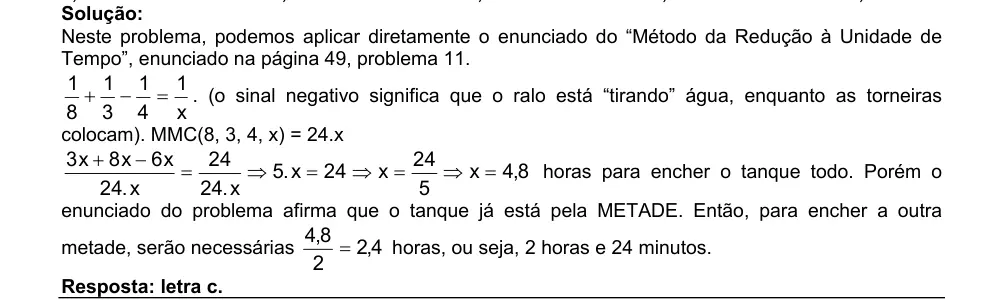 Solução:
Neste problema, podemos aplicar diretamente o enunciado do “Método da Redução à Unidade de
Tempo”, enunciado na página 49, problema 11.
1/8 + 1/3 − 1/4 = 1/x . (o sinal negativo significa que o ralo está “tirando” água, enquanto as torneiras
colocam). MMC(8, 3, 4, x) = 24.x
3x + 8x − 6x / 24.x = 24 / 24.x ⇒ 5.x = 24 ⇒ x = 24/5 ⇒ x = 4,8 horas para encher o tanque todo. Porém o
enunciado do problema afirma que o tanque já está pela METADE. Então, para encher a outra
metade, serão necessárias 4,8/2 = 2,4 horas, ou seja, 2 horas e 24 minutos.
Resposta: letra c.